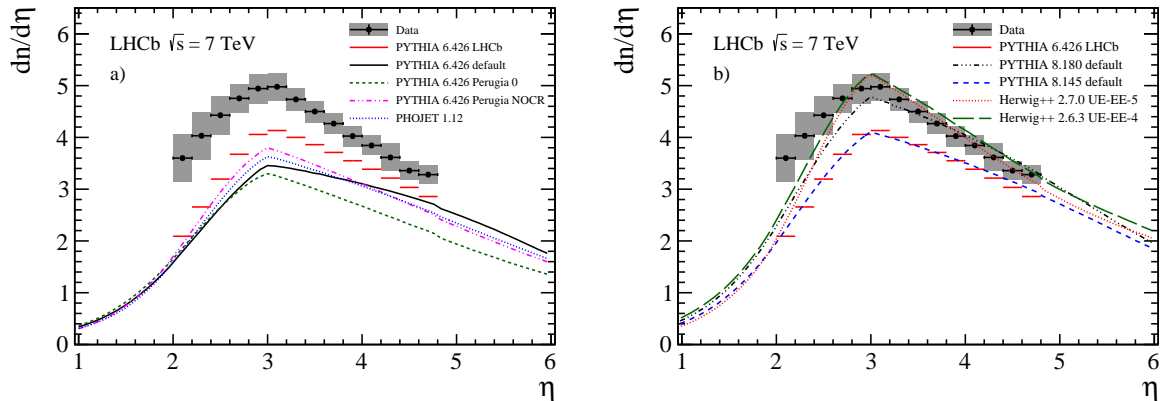 dn/dη
6
5
4
3
2
1
0
LHCb √s = 7 TeV
a)
Data
PYTHIA 6.426 LHCb
PYTHIA 6.426 default
PYTHIA 6.426 Perugia 0
PYTHIA 6.426 Perugia NOCR
PHOJET 1.12
1 2 3 4 5 6
η
dn/dη
6
5
4
3
2
1
0
LHCb √s = 7 TeV
b)
Data
PYTHIA 6.426 LHCb
PYTHIA 8.180 default
PYTHIA 8.145 default
Herwig++ 2.7.0 UE-EE-5
Herwig++ 2.6.3 UE-EE-4
1 2 3 4 5 6
η